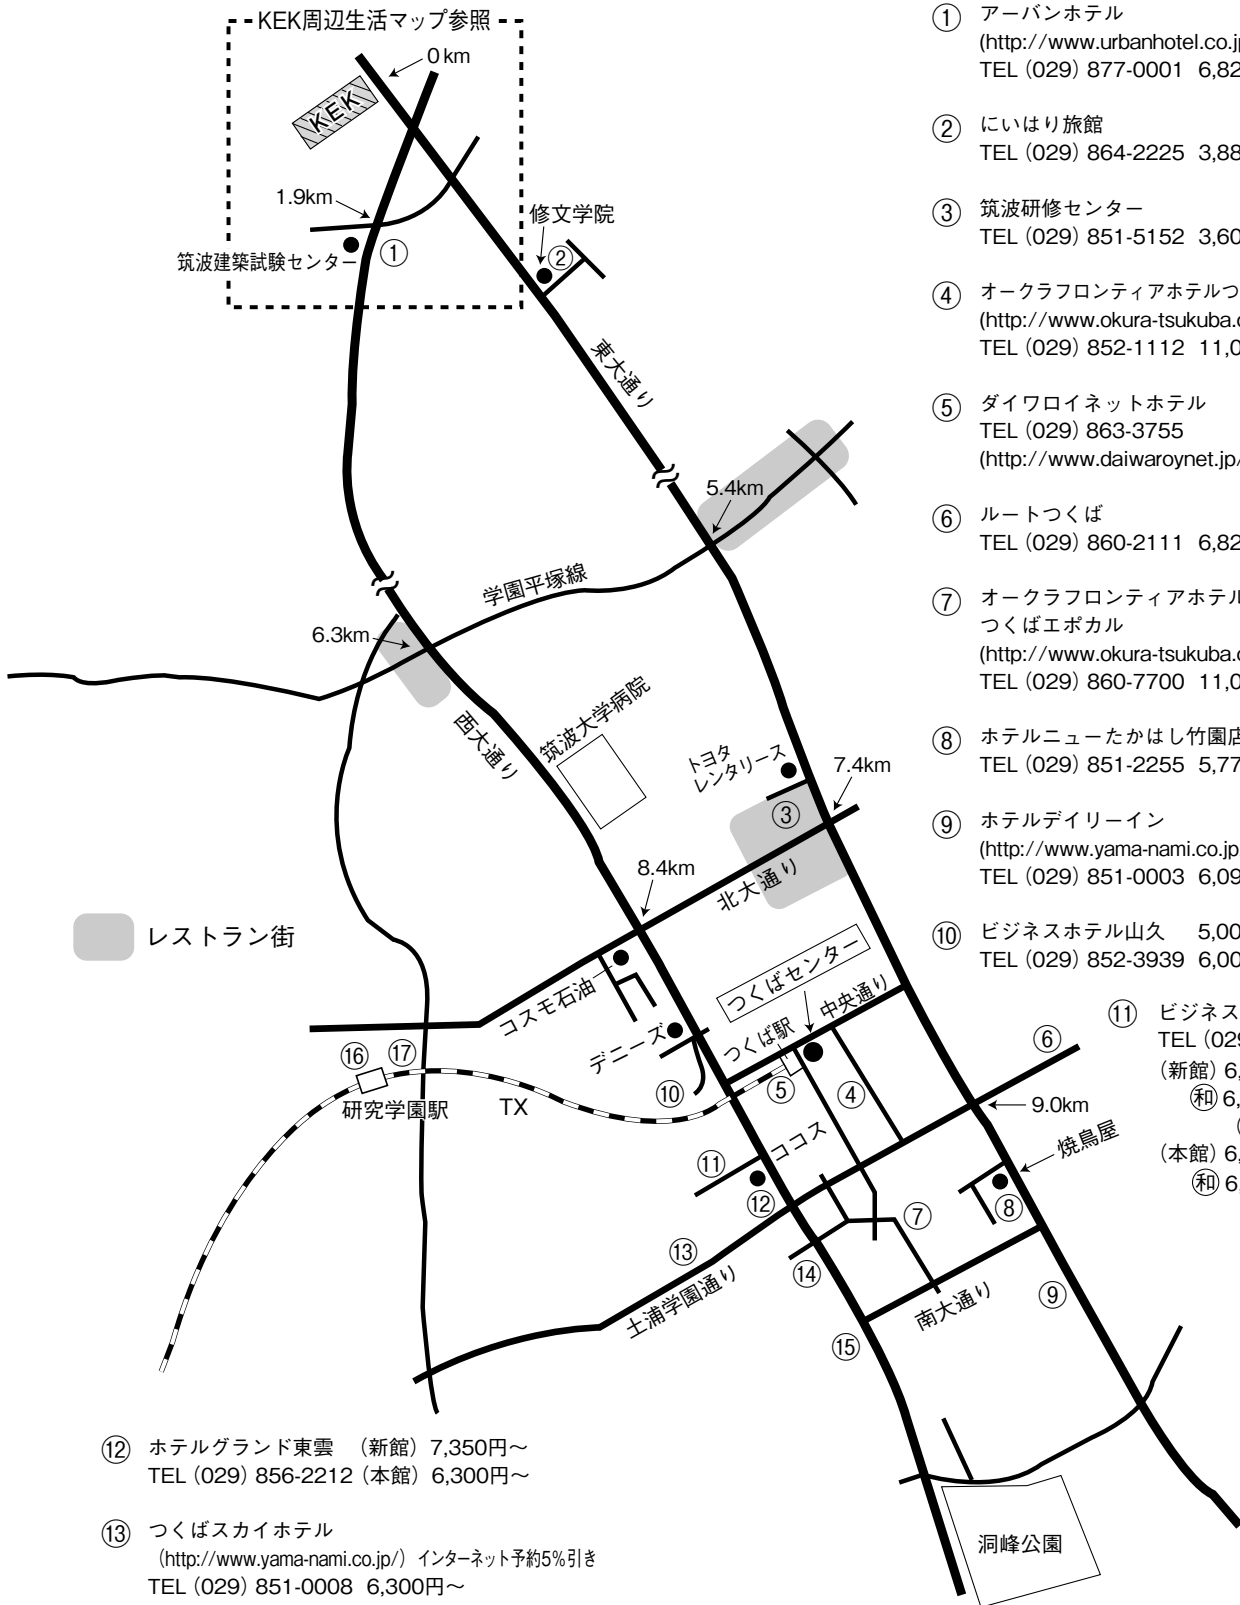 KEK周辺生活マップ参照
0km
KEK
1.9km
筑波建築試験センター
①
修文学院
②
東大通り
5.4km
学園平塚線
6.3km
西大通り
筑波大学病院
トヨタ
レンタリース
7.4km
③
8.4km
北大通り
レストラン街
コスモ石油
つくばセンター
中央通り
つくば駅
デニーズ
⑯
⑰
研究学園駅
TX
⑩
⑤
④
⑥
9.0km
焼鳥屋
ココス
⑪
⑫
⑧
⑦
⑬
⑭
土浦学園通り
南大通り
⑨
⑮
洞峰公園
① アーバンホテル
(http://www.urbanhotel.co.j
TEL (029) 877-0001 6,82
② にいはり旅館
TEL (029) 864-2225 3,88
③ 筑波研修センター
TEL (029) 851-5152 3,60
④ オークラフロンティアホテルつ
(http://www.okura-tsukuba.
TEL (029) 852-1112 11,0
⑤ ダイワロイネットホテル
TEL (029) 863-3755
(http://www.daiwaroynet.jp/
⑥ ルートつくば
TEL (029) 860-2111 6,82
⑦ オークラフロンティアホテル
つくばエポカル
(http://www.okura-tsukuba.
TEL (029) 860-7700 11,0
⑧ ホテルニューたかはし竹園店
TEL (029) 851-2255 5,77
⑨ ホテルデイリーイン
(http://www.yama-nami.co.jp
TEL (029) 851-0003 6,09
⑩ ビジネスホテル山久 5,00
TEL (029) 852-3939 6,00
⑪ ビジネス
TEL (029
(新館) 6,
㊿和 6,
(
(本館) 6,
和 6,
⑫ ホテルグランド東雲 (新館) 7,350円〜
TEL (029) 856-2212 (本館) 6,300円〜
⑬ つくばスカイホテル
(http://www.yama-nami.co.jp/) インターネット予約5%引き
TEL (029) 851-0008 6,300円〜